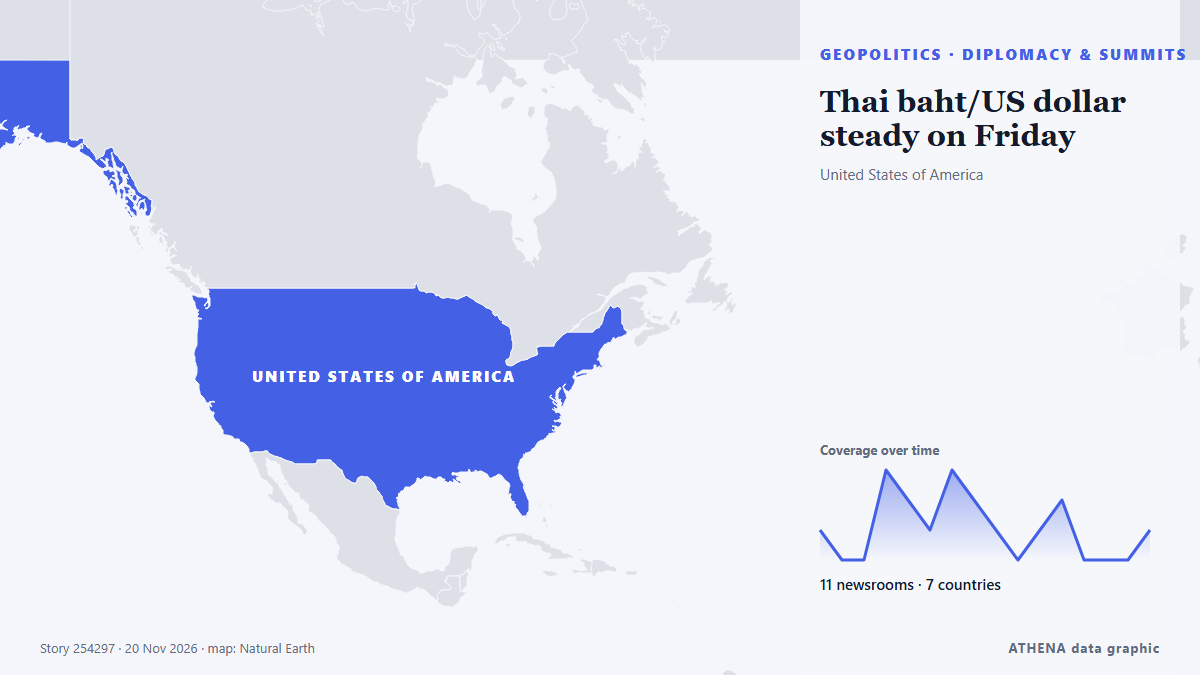 GEOPOLITICS · DIPLOMACY & SUMMITS
Thai baht/US dollar
steady on Friday
United States of America
UNITED STATES OF AMERICA
Coverage over time
11 newsrooms · 7 countries
Story 254297 · 20 Nov 2026 · map: Natural Earth
ATHENA data graphic